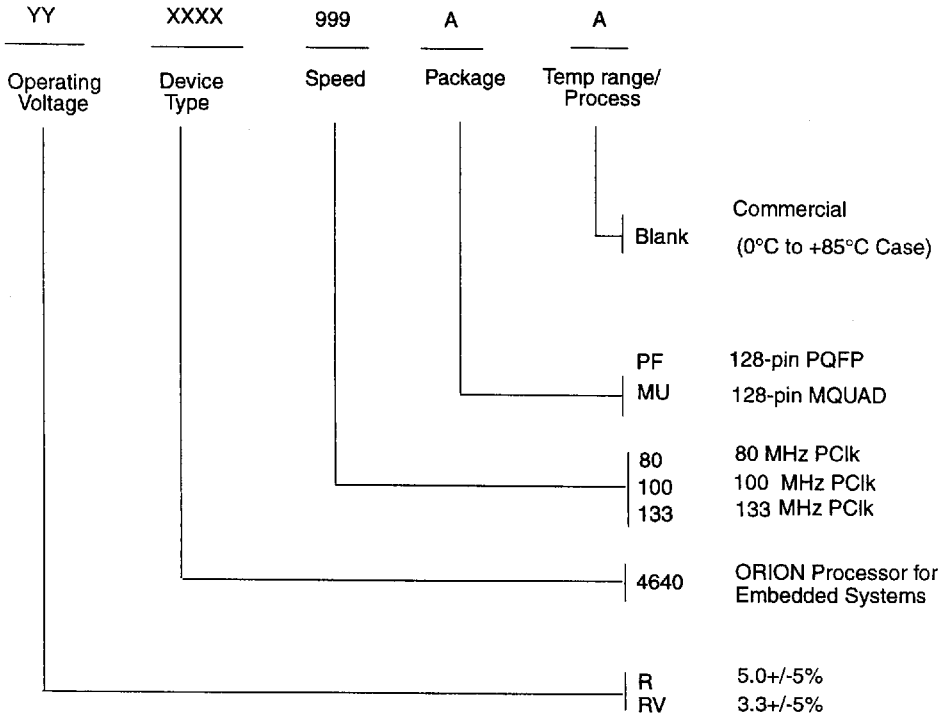 YY XXXX 999 A A
Operating Voltage Device Type Speed Package Temp range/ Process
Blank Commercial
(0°C to +85°C Case)
PF 128-pin PQFP
MU 128-pin MQUAD
80 80 MHz PClk
100 100 MHz PClk
133 133 MHz PClk
4640 ORION Processor for
Embedded Systems
R 5.0+/-5%
RV 3.3+/-5%